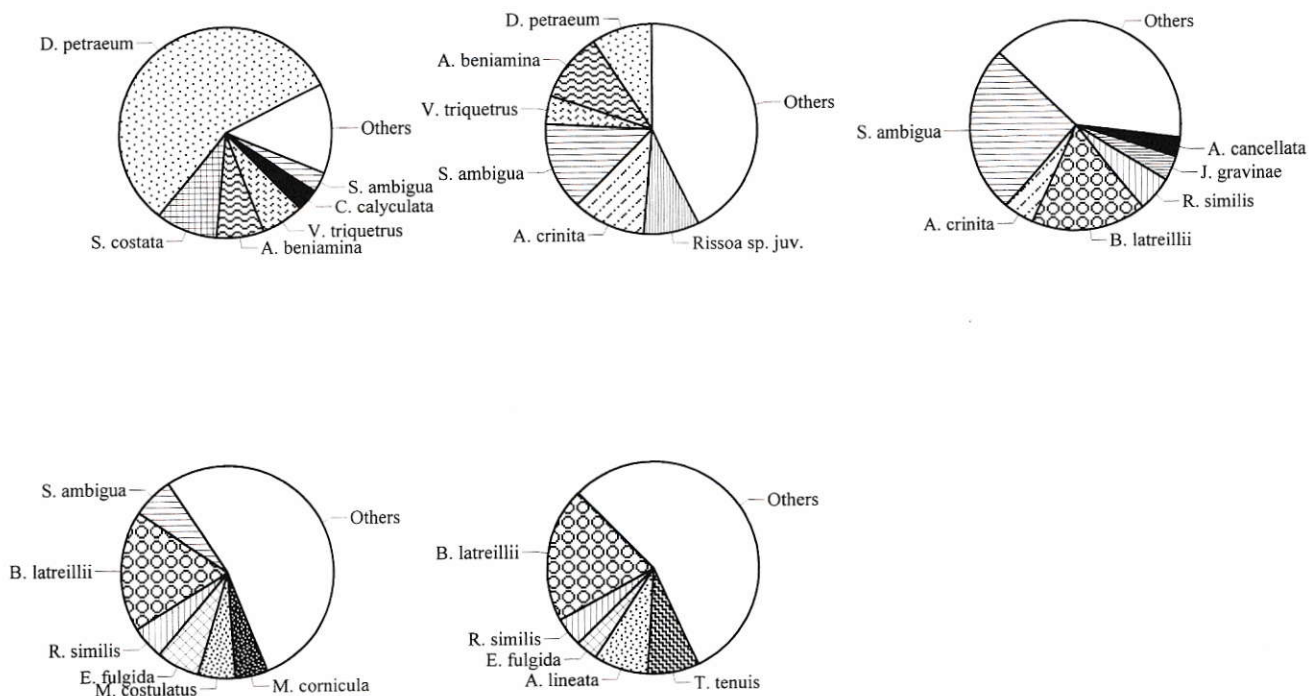 D. petraeum
Others
S. ambigua
C. calyculata
V. triquetrus
A. beniamina
S. costata
D. petraeum
A. beniamina
V. triquetrus
S. ambigua
A. crinita
Rissoa sp. juv.
Others
Others
S. ambigua
A. cancellata
J. gravinae
R. similis
B. latreillii
A. crinita
S. ambigua
Others
B. latreillii
R. similis
E. fulgida
M. costulatus
M. cornicula
Others
B. latreillii
R. similis
E. fulgida
A. lineata
T. tenuis